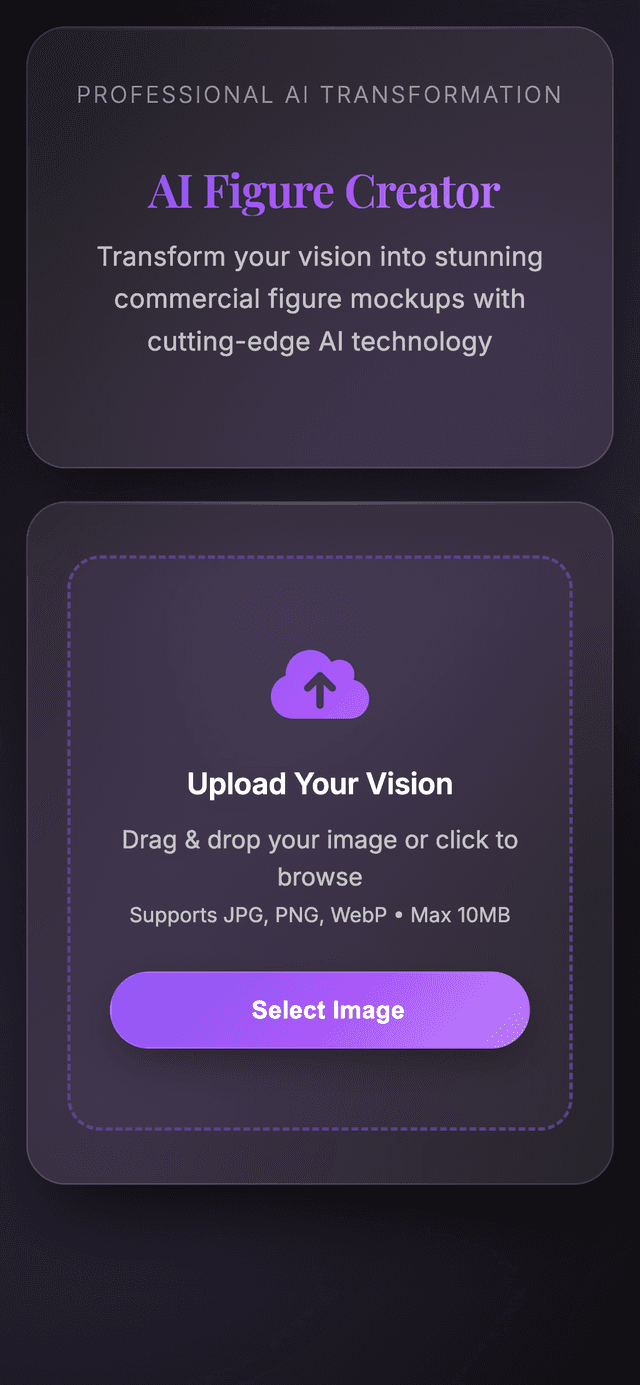 PROFESSIONAL AI TRANSFORMATION
AI Figure Creator
Transform your vision into stunning
commercial figure mockups with
cutting-edge AI technology
Upload Your Vision
Drag & drop your image or click to
browse
Supports JPG, PNG, WebP • Max 10MB
Select Image